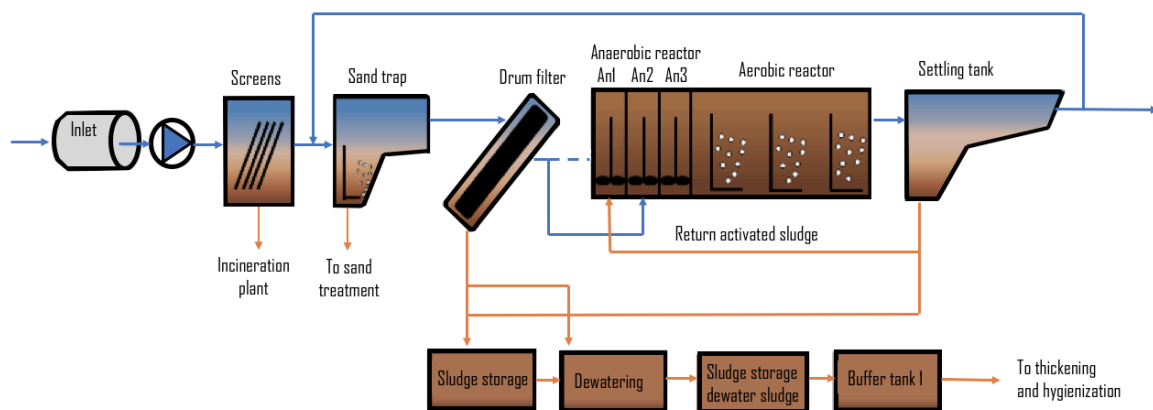 Inlet
Screens
Sand trap
Drum filter
Anaerobic reactor
An1 An2 An3
Aerobic reactor
Settling tank
Return activated sludge
Incineration
plant
To sand
treatment
Sludge storage
Dewatering
Sludge storage
dewater sludge
Buffer tank 1
To thickening
and hygienization